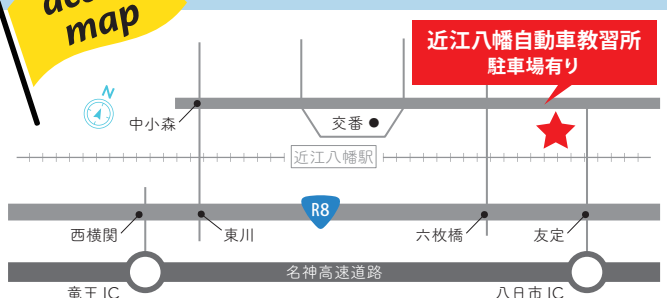 map
N
近江八幡自動車教習所
駐車場有り
中小森
交番
近江八幡駅
R8
西横関
東川
六枚橋
友定
名神高速道路
竜王 IC
八日市 IC